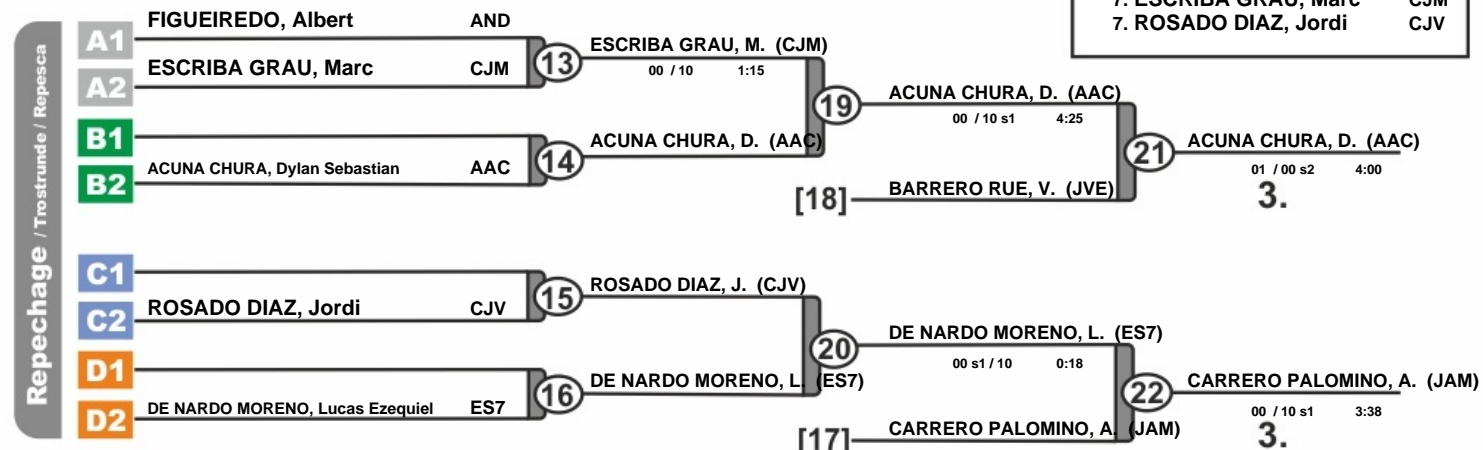 7. ESCRIBA GRAU, Marc CJM
7. ROSADO DIAZ, Jordi CJV
Repechage / Trostrunde / Repesca
A1 FIGUEIREDO, Albert AND
A2 ESCRIBA GRAU, Marc CJM
13 ESCRIBA GRAU, M. (CJM)
00 / 10 1:15
B1
B2 ACUNA CHURA, Dylan Sebastian AAC
14 ACUNA CHURA, D. (AAC)
19 ACUNA CHURA, D. (AAC)
00 / 10 s1 4:25
[18] BARRERO RUE, V. (JVE)
21 ACUNA CHURA, D. (AAC)
01 / 00 s2 4:00
3.
C1
C2 ROSADO DIAZ, Jordi CJV
15 ROSADO DIAZ, J. (CJV)
D1
D2 DE NARDO MORENO, Lucas Ezequiel ES7
16 DE NARDO MORENO, L. (ES7)
20 DE NARDO MORENO, L. (ES7)
00 s1 / 10 0:18
[17] CARRERO PALOMINO, A. (JAM)
22 CARRERO PALOMINO, A. (JAM)
00 / 10 s1 3:38
3.